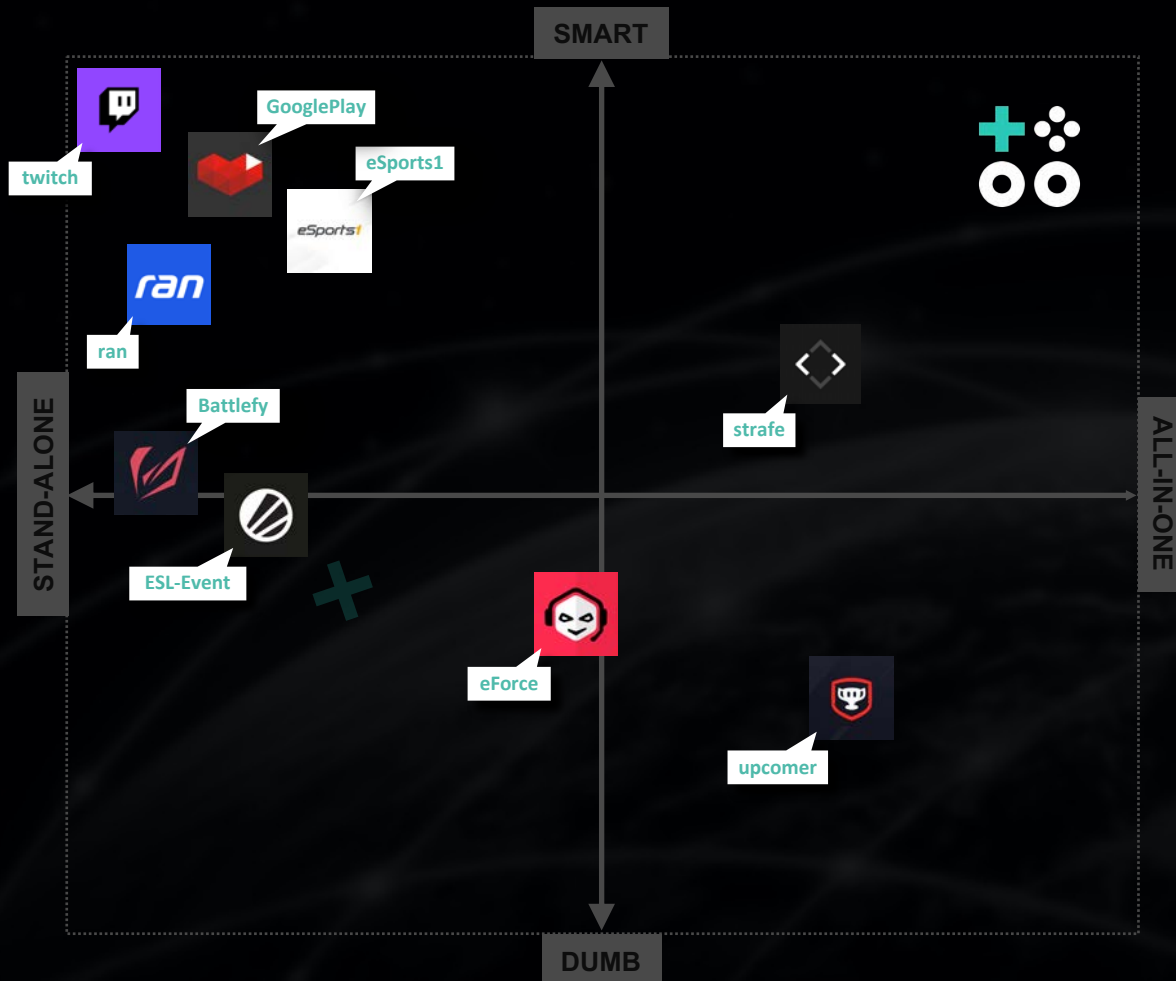 SMART
GooglePlay
twitch
eSports1
eSports1
ran
ran
STAND-ALONE
Battlefy
strafe
ALL-IN-ONE
ESL-Event
eForce
upcomer
DUMB